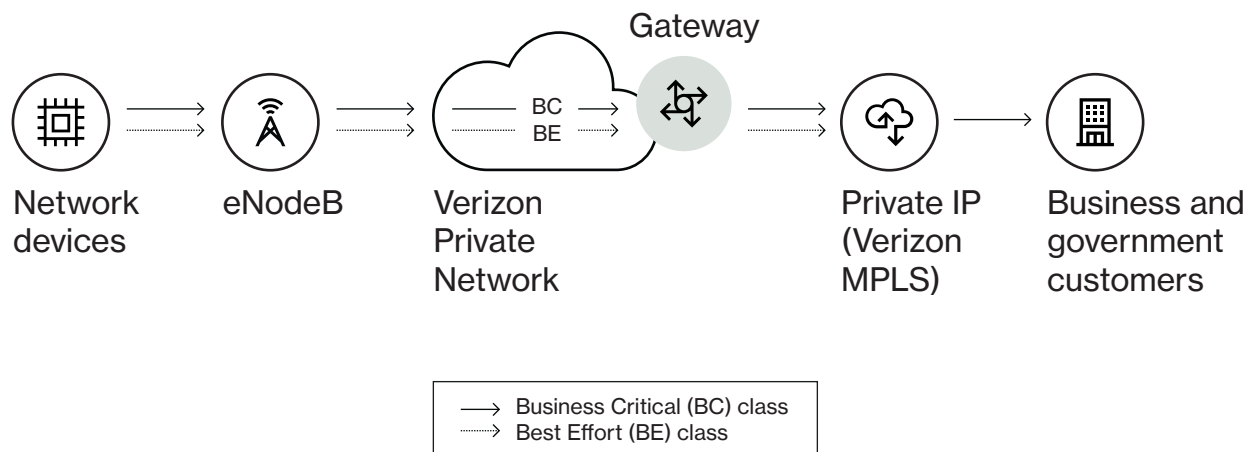 Gateway
BC
BE
Network
devices
eNodeB
Verizon
Private
Network
Private IP
(Verizon
MPLS)
Business and
government
customers
Business Critical (BC) class
Best Effort (BE) class